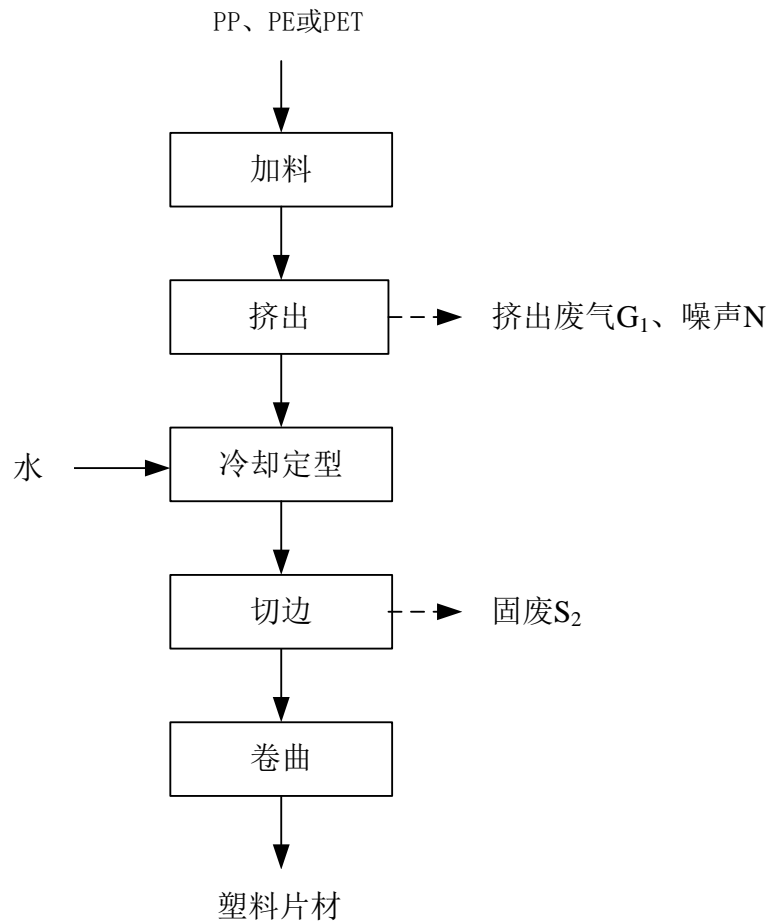 PP、PE或PET
加料
挤出
挤出废气G₁、噪声N
水
冷却定型
切边
固废S₂
卷曲
塑料片材